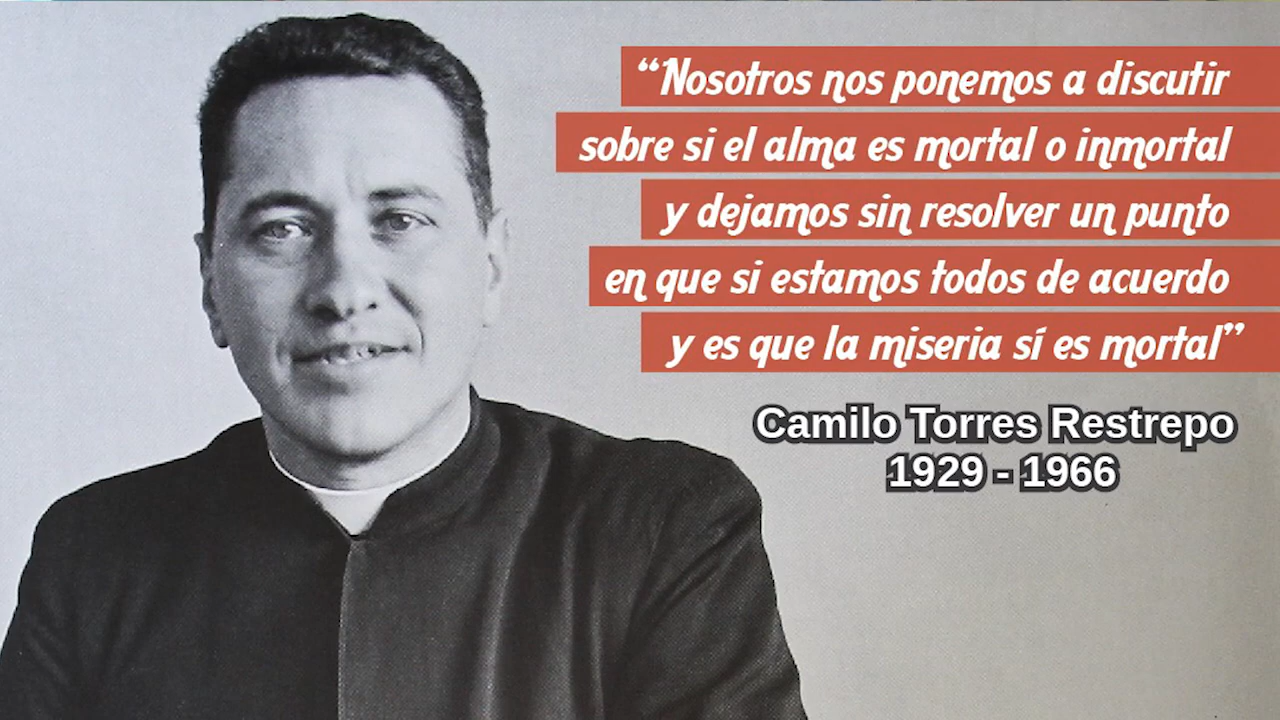 “Nosotros nos ponemos a discutir
sobre si el alma es mortal o inmortal
y dejamos sin resolver un punto
en que si estamos todos de acuerdo
y es que la miseria sí es mortal”
Camilo Torres Restrepo
1929 - 1966